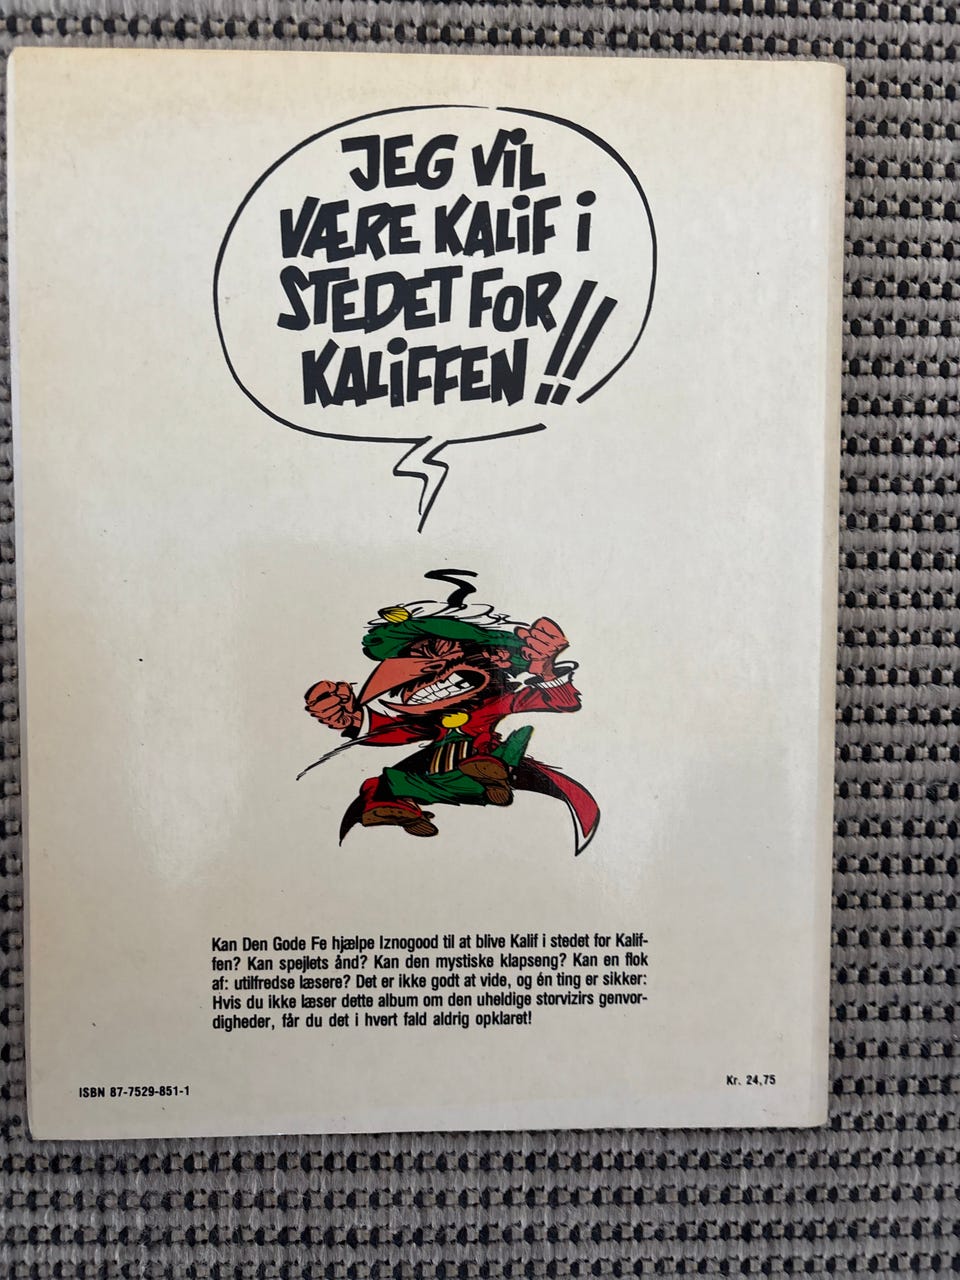 JEG VIL
VÆRE KALIF I
STEDET FOR
KALIFFEN!!
Kan Den Gode Fe hjælpe Iznogood til at blive Kalif i stedet for Kalif-
fen? Kan spejlets ånd? Kan den mystiske klapseng? Kan en flok
af: utilfredse læsere? Det er ikke godt at vide, og én ting er sikker:
Hvis du ikke læser dette album om den uheldige storvizirs genvor-
digheder, får du det i hvert fald aldrig opklaret!
ISBN 87-7529-851-1
Kr. 24,75